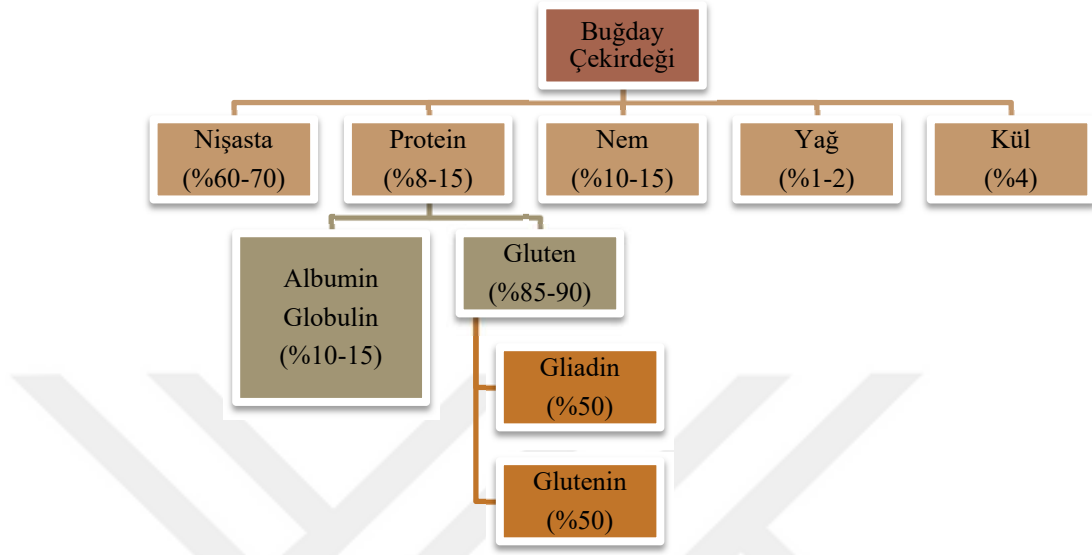 Buğday
Çekirdeği
Nişasta
(%60-70)
Protein
(%8-15)
Nem
(%10-15)
Yağ
(%1-2)
Kül
(%4)
Albumin
Globulin
(%10-15)
Gluten
(%85-90)
Gliadin
(%50)
Glutenin
(%50)